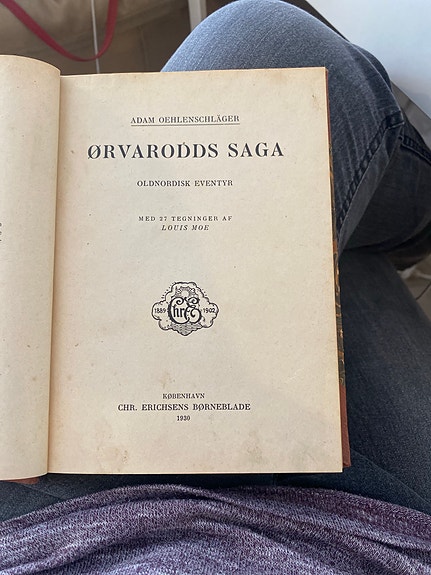 ADAM OEHLENSCHLÄGER
ØRVARODDS SAGA
OLDNORDISK EVENTYR
MED 27 TEGNINGER AF
LOUIS MOE
1889 Chr.E 1902
KØBENHAVN
CHR. ERICHSENS BØRNEBLADE
1930